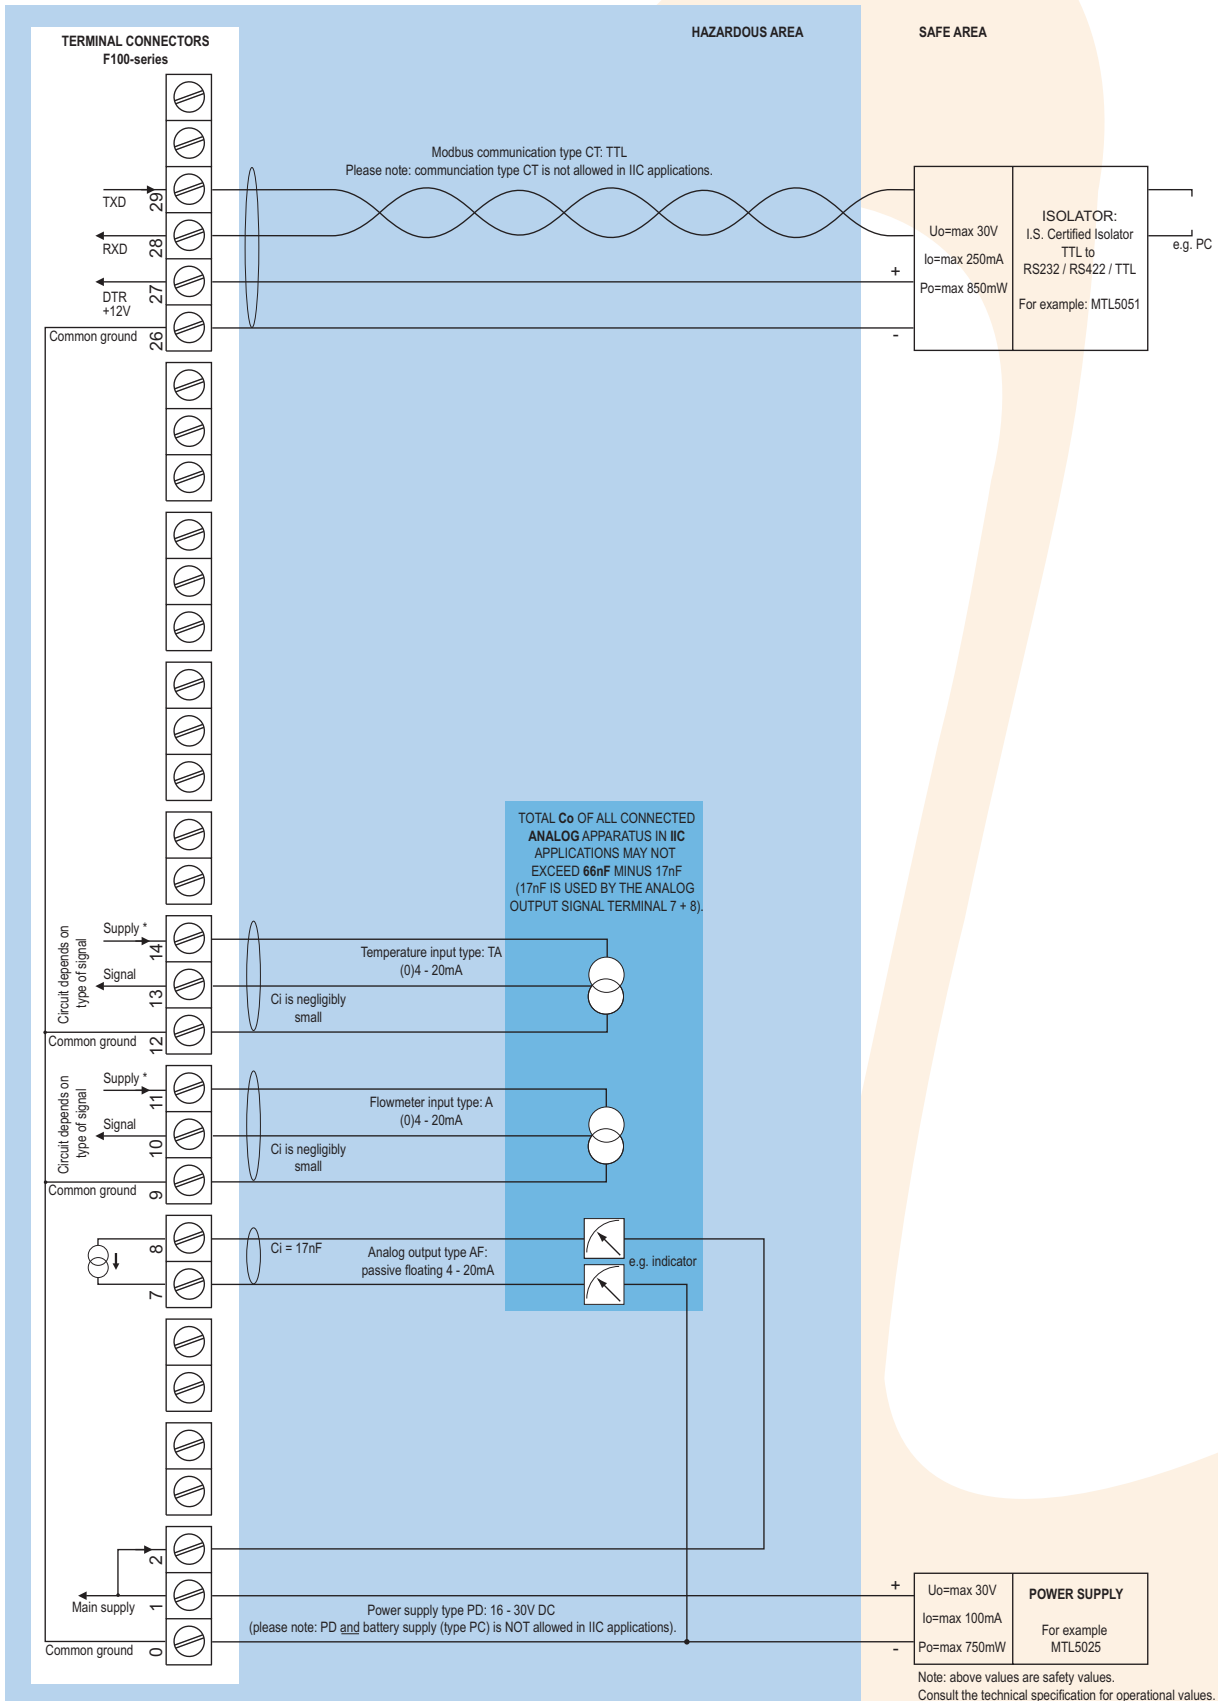 HAZARDOUS AREA
SAFE AREA
TERMINAL CONNECTORS
F100-series
Modbus communication type CT: TTL
Please note: communciation type CT is not allowed in IIC applications.
TXD
29
RXD
28
DTR
+12V
27
Common ground
26
+
-
Uo=max 30V
Io=max 250mA
Po=max 850mW
ISOLATOR:
I.S. Certified Isolator
TTL to
RS232 / RS422 / TTL
For example: MTL5051
e.g. PC
TOTAL Co OF ALL CONNECTED
ANALOG APPARATUS IN IIC
APPLICATIONS MAY NOT
EXCEED 66nF MINUS 17nF
(17nF IS USED BY THE ANALOG
OUTPUT SIGNAL TERMINAL 7 + 8).
Circuit depends on
type of signal
Supply *
14
Signal
13
Common ground
12
Temperature input type: TA
(0)4 - 20mA
Ci is negligibly
small
Circuit depends on
type of signal
Supply *
11
Signal
10
Common ground
9
Flowmeter input type: A
(0)4 - 20mA
Ci is negligibly
small
8
7
Ci = 17nF
Analog output type AF:
passive floating 4 - 20mA
e.g. indicator
2
1
Main supply
0
Common ground
Power supply type PD: 16 - 30V DC
(please note: PD and battery supply (type PC) is NOT allowed in IIC applications).
+
-
Uo=max 30V
Io=max 100mA
Po=max 750mW
POWER SUPPLY
For example
MTL5025
Note: above values are safety values.
Consult the technical specification for operational values.